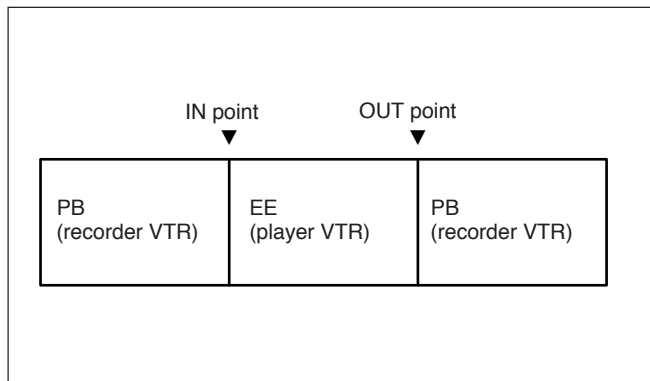 IN point
OUT point
▼
▼
PB
(recorder VTR)
EE
(player VTR)
PB
(recorder VTR)